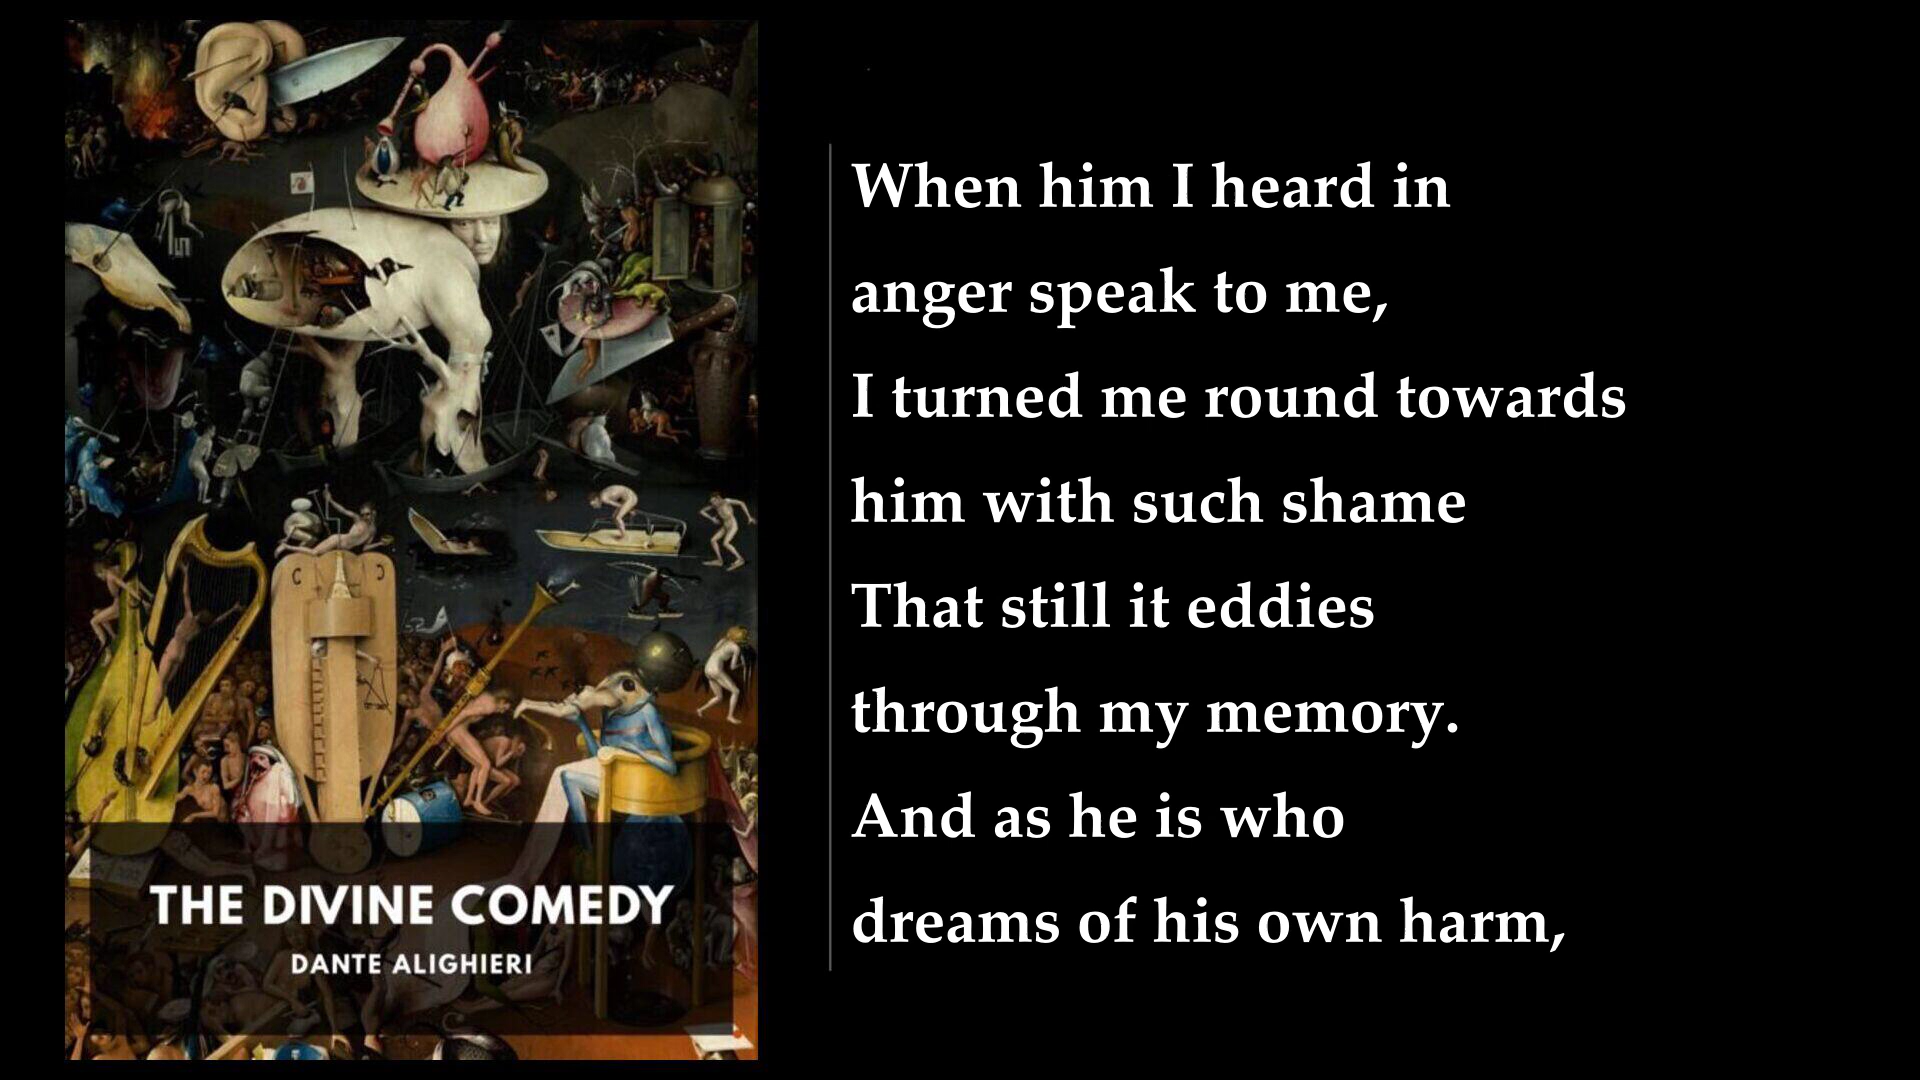 THE DIVINE COMEDY
DANTE ALIGHIERI
When him I heard in
anger speak to me,
I turned me round towards
him with such shame
That still it eddies
through my memory.
And as he is who
dreams of his own harm,